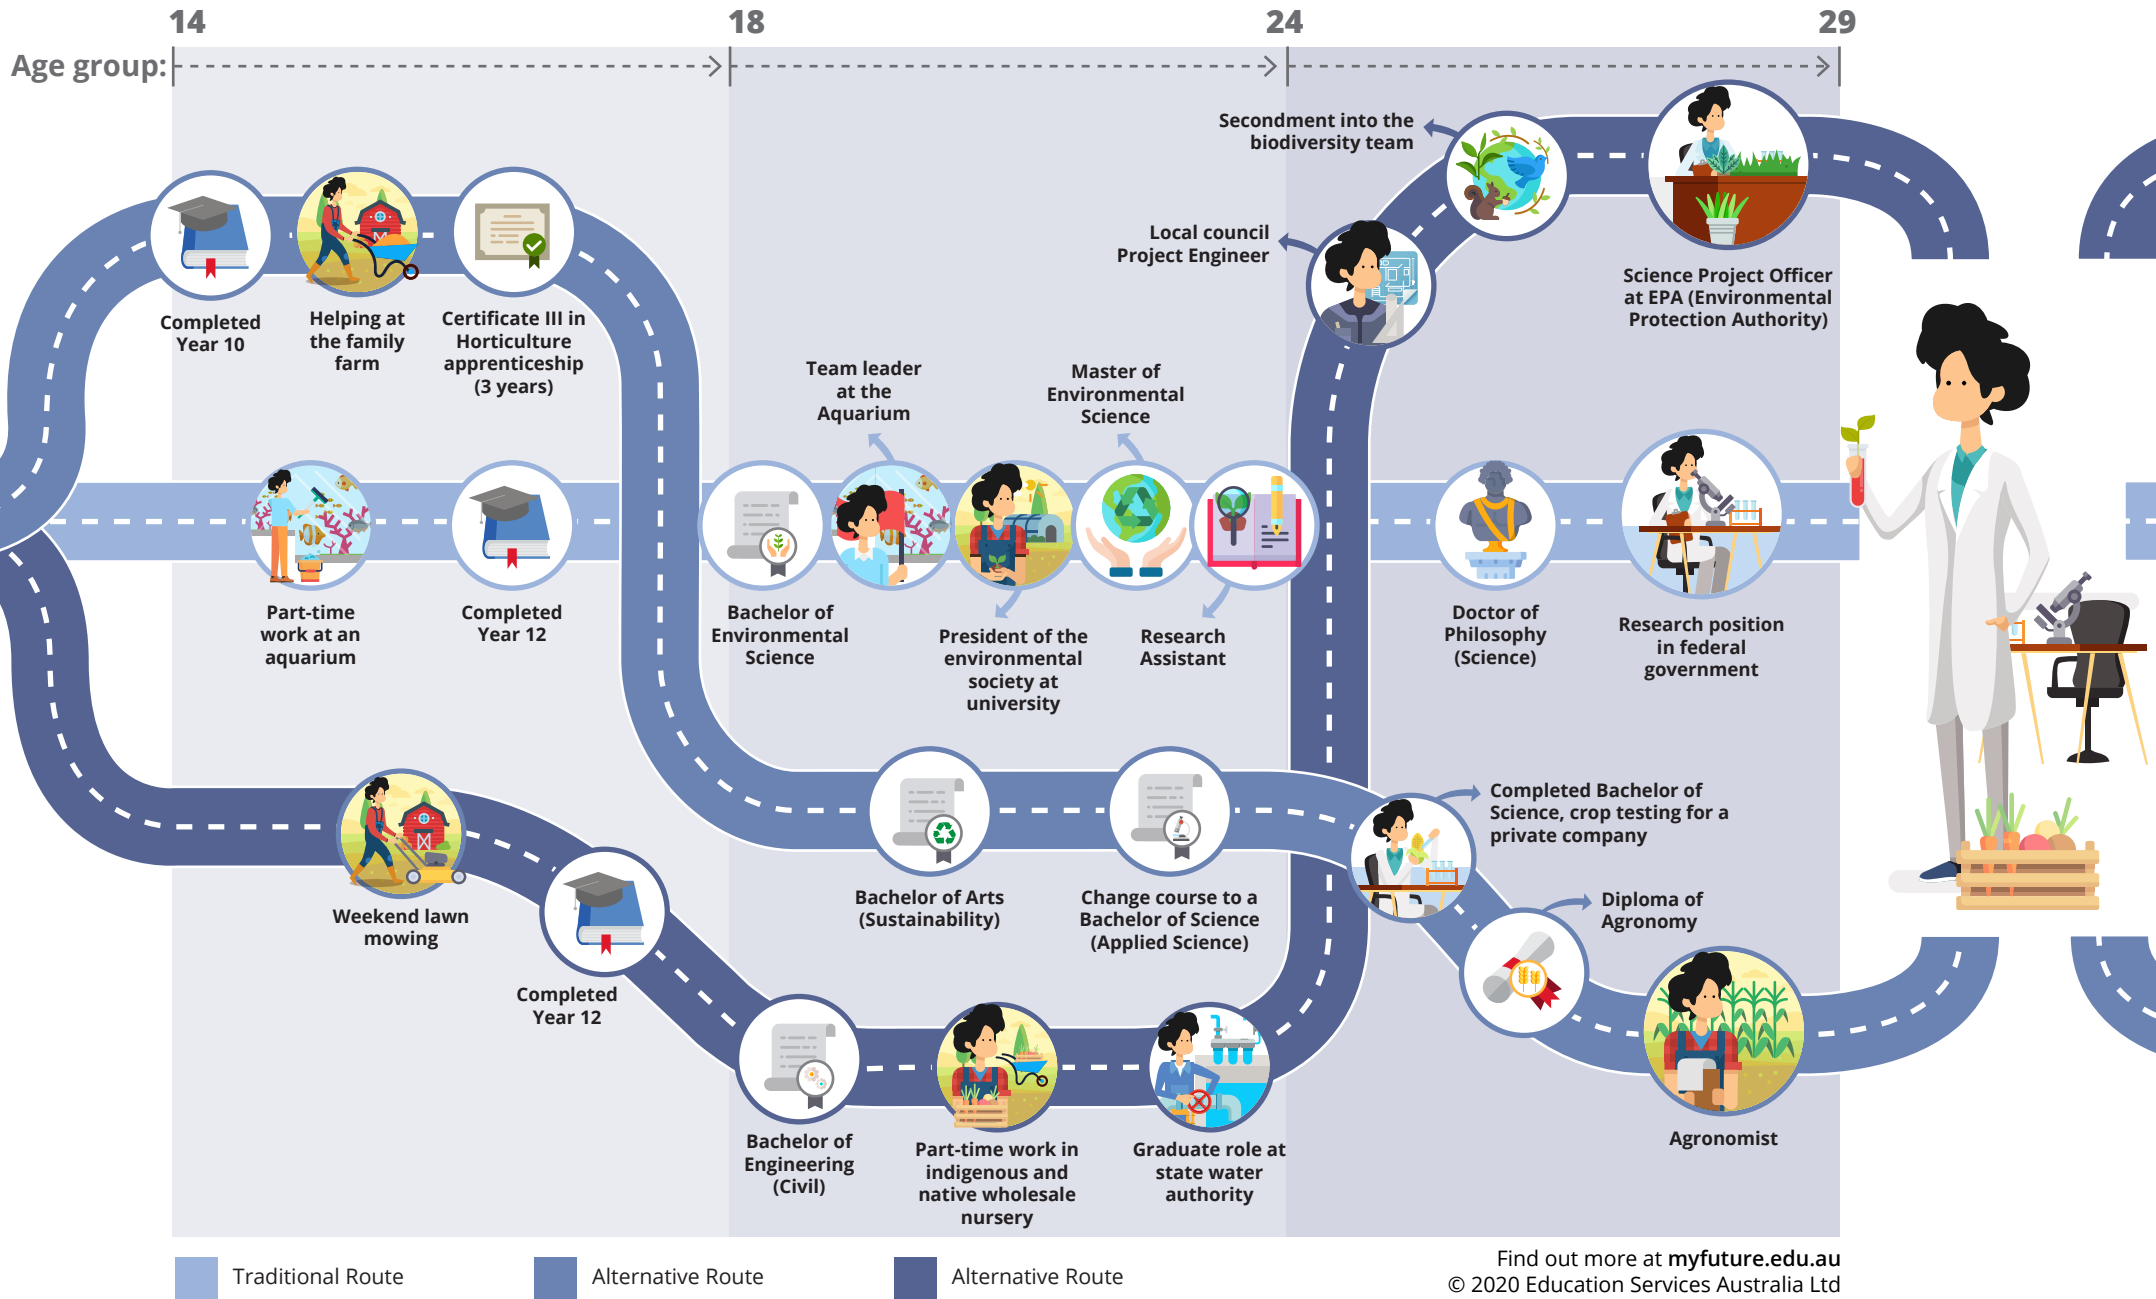 14
18
24
29
Age group:
Secondment into the
biodiversity team
Local council
Project Engineer
Science Project Officer
at EPA (Environmental
Protection Authority)
Completed
Year 10
Helping at
the family
farm
Certificate III in
Horticulture
apprenticeship
(3 years)
Team leader
at the
Aquarium
Master of
Environmental
Science
Part-time
work at an
aquarium
Completed
Year 12
Bachelor of
Environmental
Science
President of the
environmental
society at
university
Research
Assistant
Doctor of
Philosophy
(Science)
Research position
in federal
government
Completed Bachelor of
Science, crop testing for a
private company
Bachelor of Arts
(Sustainability)
Change course to a
Bachelor of Science
(Applied Science)
Diploma of
Agronomy
Weekend lawn
mowing
Completed
Year 12
Agronomist
Bachelor of
Engineering
(Civil)
Part-time work in
indigenous and
native wholesale
nursery
Graduate role at
state water
authority
Traditional Route
Alternative Route
Alternative Route
Find out more at myfuture.edu.au
© 2020 Education Services Australia Ltd